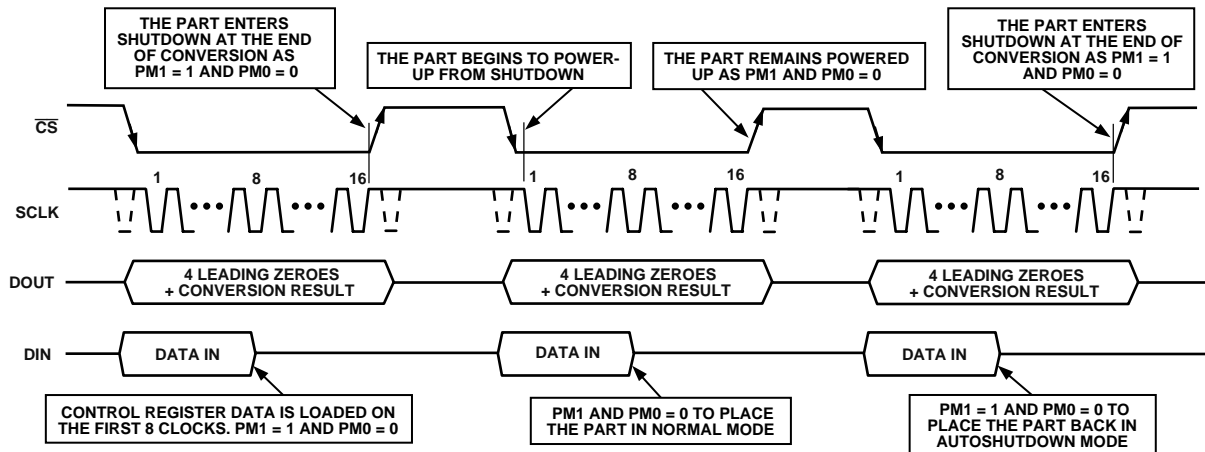 THE PART ENTERS
SHUTDOWN AT THE END
OF CONVERSION AS
PM1 = 1 AND PM0 = 0
THE PART BEGINS TO POWER-
UP FROM SHUTDOWN
THE PART REMAINS POWERED
UP AS PM1 AND PM0 = 0
THE PART ENTERS
SHUTDOWN AT THE END OF
CONVERSION AS PM1 = 1
AND PM0 = 0
CS
1 8 16 1 8 16 1 8 16
SCLK
DOUT
4 LEADING ZEROES
+ CONVERSION RESULT
4 LEADING ZEROES
+ CONVERSION RESULT
4 LEADING ZEROES
+ CONVERSION RESULT
DIN
DATA IN
DATA IN
DATA IN
CONTROL REGISTER DATA IS LOADED ON
THE FIRST 8 CLOCKS. PM1 = 1 AND PM0 = 0
PM1 AND PM0 = 0 TO PLACE
THE PART IN NORMAL MODE
PM1 = 1 AND PM0 = 0 TO
PLACE THE PART BACK IN
AUTOSHUTDOWN MODE